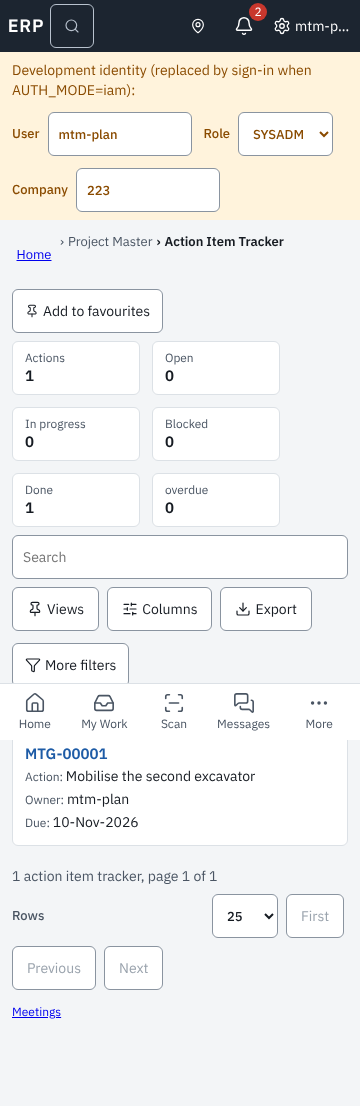 ERP
2
mtm-p...
Development identity (replaced by sign-in when
AUTH_MODE=iam):
User mtm-plan Role SYSADM
Company 223
› Project Master › Action Item Tracker
Home
Add to favourites
Actions
1
Open
0
In progress
0
Blocked
0
Done
1
overdue
0
Search
Views Columns Export
More filters
Home My Work Scan Messages More
MTG-00001
Action: Mobilise the second excavator
Owner: mtm-plan
Due: 10-Nov-2026
1 action item tracker, page 1 of 1
Rows 25 First
Previous Next
Meetings